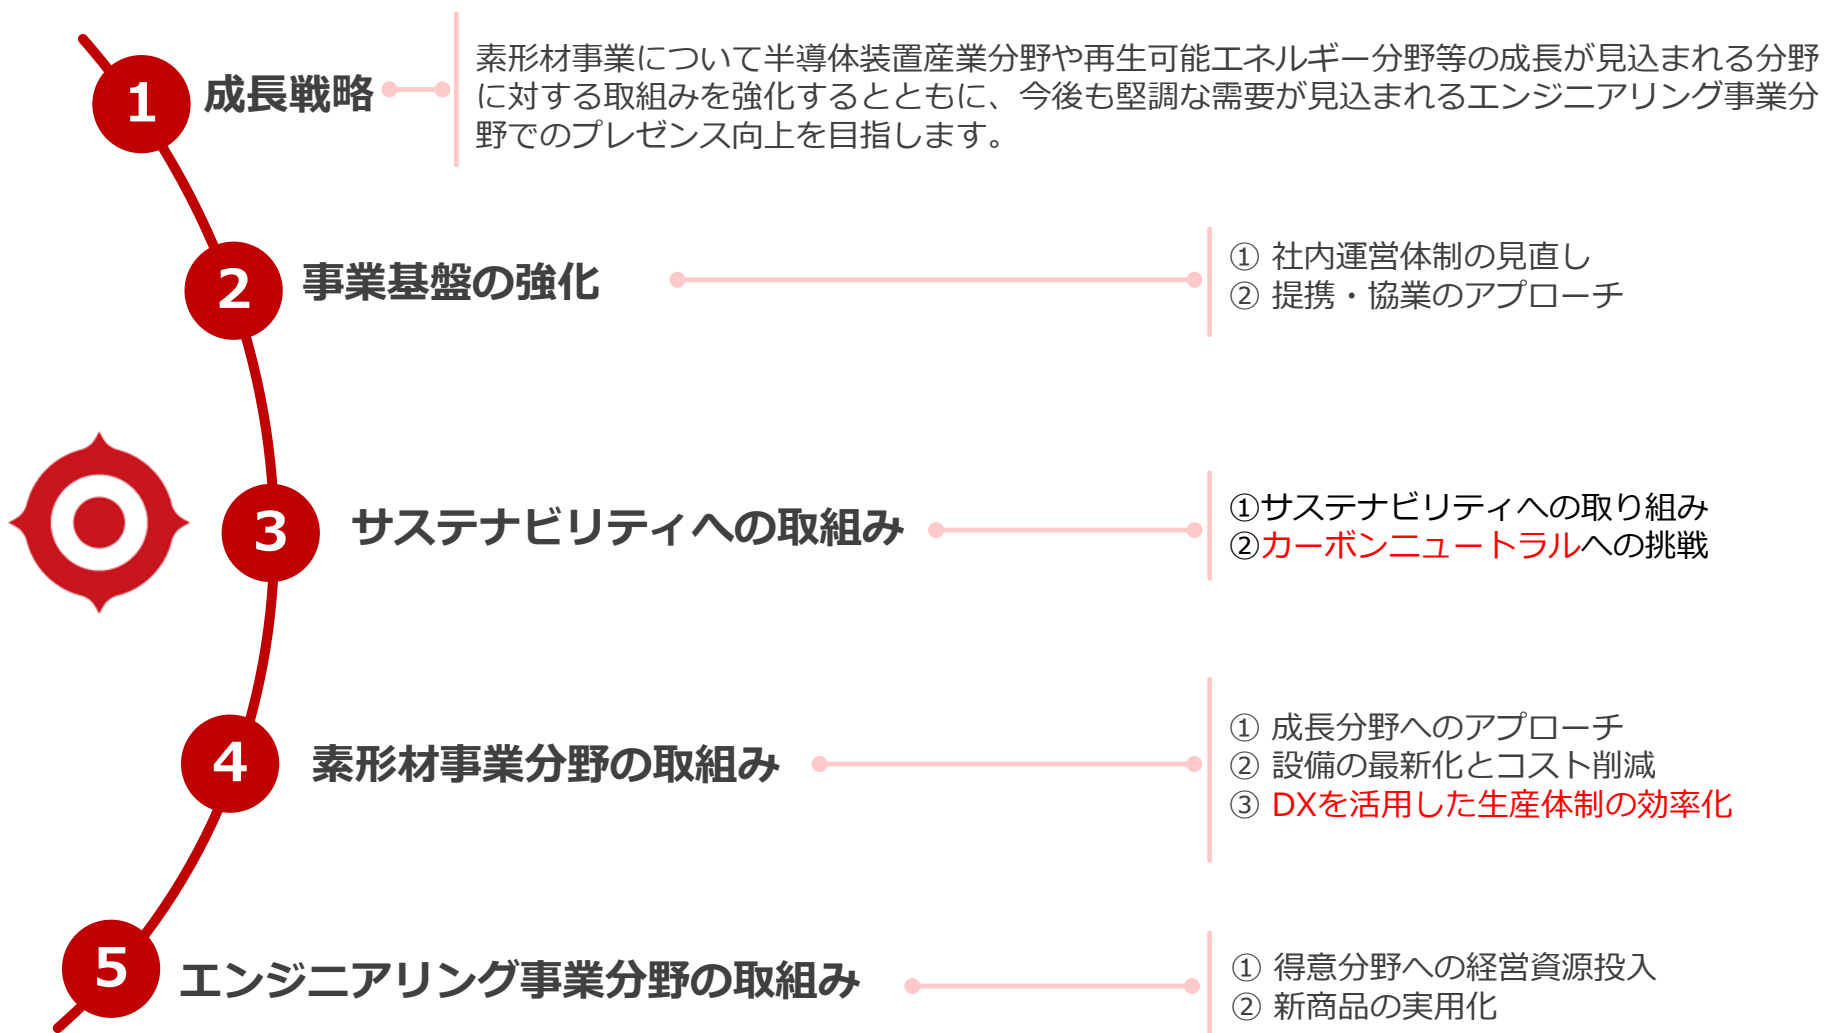 1
成長戦略
素形材事業について半導体装置産業分野や再生可能エネルギー分野等の成長が見込まれる分野
に対する取組みを強化するとともに、今後も堅調な需要が見込まれるエンジニアリング事業分
野でのプレゼンス向上を目指します。
2
事業基盤の強化
① 社内運営体制の見直し
② 提携・協業のアプローチ
3
サステナビリティへの取組み
①サステナビリティへの取り組み
②カーボンニュートラルへの挑戦
4
素形材事業分野の取組み
① 成長分野へのアプローチ
② 設備の最新化とコスト削減
③ DXを活用した生産体制の効率化
5
エンジニアリング事業分野の取組み
① 得意分野への経営資源投入
② 新商品の実用化